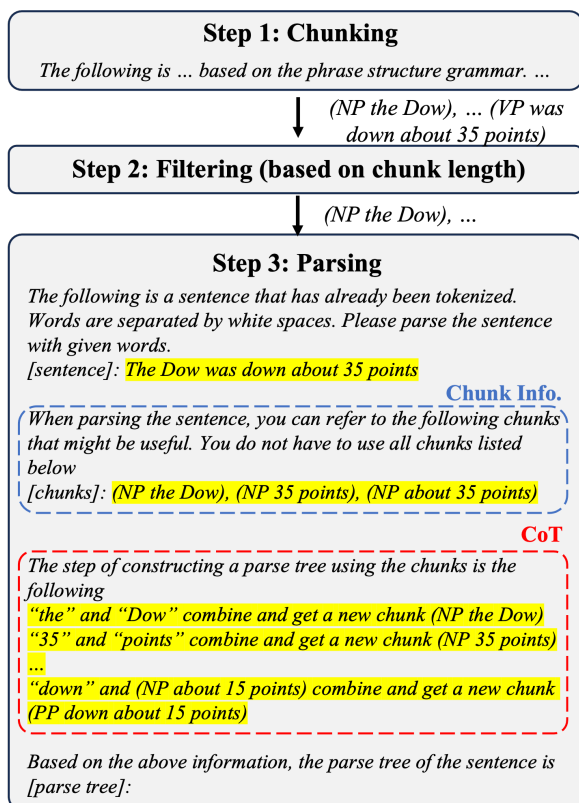 Step 1: Chunking
The following is … based on the phrase structure grammar. …
(NP the Dow), … (VP was
down about 35 points)
Step 2: Filtering (based on chunk length)
(NP the Dow), …
Step 3: Parsing
The following is a sentence that has already been tokenized.
Words are separated by white spaces. Please parse the sentence
with given words.
[sentence]: The Dow was down about 35 points
Chunk Info.
When parsing the sentence, you can refer to the following chunks
that might be useful. You do not have to use all chunks listed
below
[chunks]: (NP the Dow), (NP 35 points), (NP about 35 points)
CoT
The step of constructing a parse tree using the chunks is the
following
“the” and “Dow” combine and get a new chunk (NP the Dow)
“35” and “points” combine and get a new chunk (NP 35 points)
…
“down” and (NP about 15 points) combine and get a new chunk
(PP down about 15 points)
Based on the above information, the parse tree of the sentence is
[parse tree]: